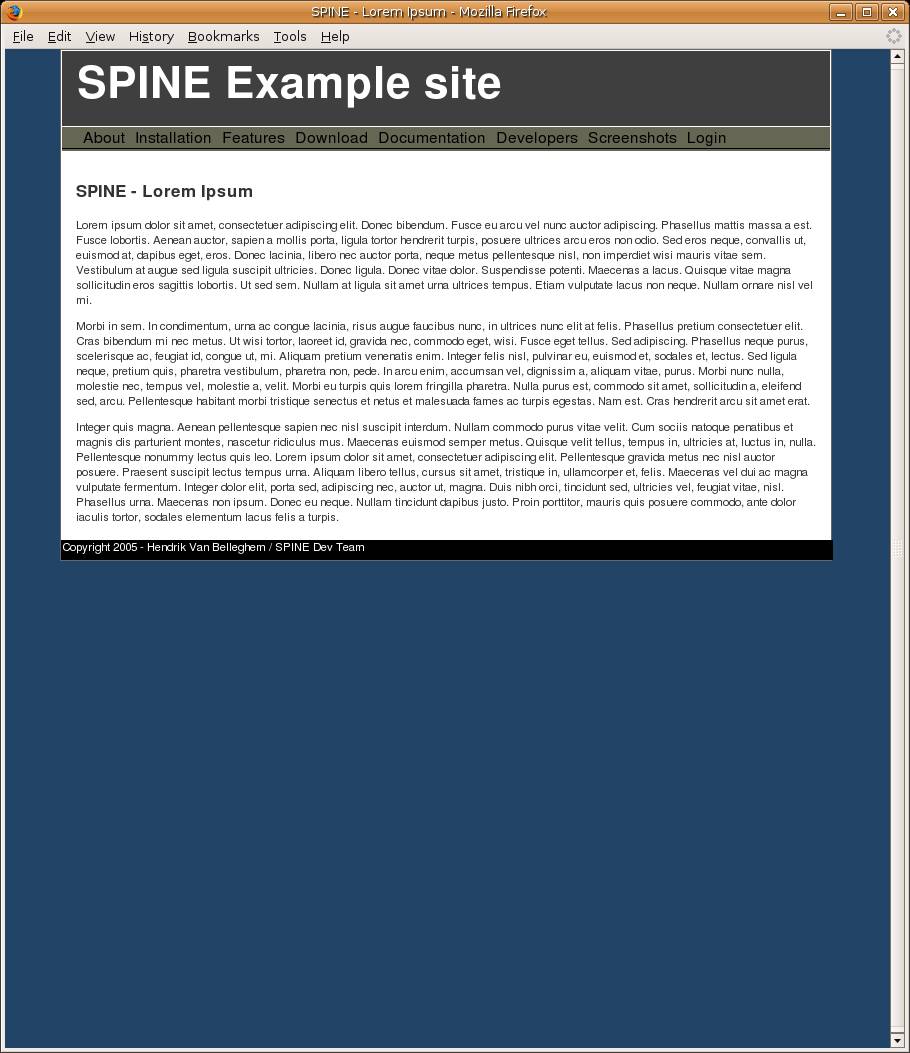 SPINE - Lorem Ipsum - Mozilla Firefox
File Edit View History Bookmarks Tools Help
SPINE Example site
About Installation Features Download Documentation Developers Screenshots Login
SPINE - Lorem Ipsum
Lorem ipsum dolor sit amet, consectetuer adipiscing elit. Donec bibendum. Fusce eu arcu vel nunc auctor adipiscing. Phasellus mattis massa a est.
Fusce lobortis. Aenean auctor, sapien a mollis porta, ligula tortor hendrerit turpis, posuere ultrices arcu eros non odio. Sed eros neque, convallis ut,
euismod at, dapibus eget, eros. Donec lacinia, libero nec auctor porta, neque metus pellentesque nisl, non imperdiet wisi mauris vitae sem.
Vestibulum at augue sed ligula suscipit ultricies. Donec ligula. Donec vitae dolor. Suspendisse potenti. Maecenas a lacus. Quisque vitae magna
sollicitudin eros sagittis lobortis. Ut sed sem. Nullam at ligula sit amet urna ultrices tempus. Etiam vulputate lacus non neque. Nullam ornare nisl vel
mi.
Morbi in sem. In condimentum, urna ac congue lacinia, risus augue faucibus nunc, in ultrices nunc elit at felis. Phasellus pretium consectetuer elit.
Cras bibendum mi nec metus. Ut wisi tortor, laoreet id, gravida nec, commodo eget, wisi. Fusce eget tellus. Sed adipiscing. Phasellus neque purus,
scelerisque ac, feugiat id, congue ut, mi. Aliquam pretium venenatis enim. Integer felis nisl, pulvinar eu, euismod et, sodales et, lectus. Sed ligula
neque, pretium quis, pharetra vestibulum, pharetra non, pede. In arcu enim, accumsan vel, dignissim a, aliquam vitae, purus. Morbi nunc nulla,
molestie nec, tempus vel, molestie a, velit. Morbi eu turpis quis lorem fringilla pharetra. Nulla purus est, commodo sit amet, sollicitudin a, eleifend
sed, arcu. Pellentesque habitant morbi tristique senectus et netus et malesuada fames ac turpis egestas. Nam est. Cras hendrerit arcu sit amet erat.
Integer quis magna. Aenean pellentesque sapien nec nisl suscipit interdum. Nullam commodo purus vitae velit. Cum sociis natoque penatibus et
magnis dis parturient montes, nascetur ridiculus mus. Maecenas euismod semper metus. Quisque velit tellus, tempus in, ultricies at, luctus in, nulla.
Pellentesque nonummy lectus quis leo. Lorem ipsum dolor sit amet, consectetuer adipiscing elit. Pellentesque gravida metus nec nisl auctor
posuere. Praesent suscipit lectus tempus urna. Aliquam libero tellus, cursus sit amet, tristique in, ullamcorper et, felis. Maecenas vel dui ac magna
vulputate fermentum. Integer dolor elit, porta sed, adipiscing nec, auctor ut, magna. Duis nibh orci, tincidunt sed, ultricies vel, feugiat vitae, nisl.
Phasellus urna. Maecenas non ipsum. Donec eu neque. Nullam tincidunt dapibus justo. Proin porttitor, mauris quis posuere commodo, ante dolor
iaculis tortor, sodales elementum lacus felis a turpis.
Copyright 2005 - Hendrik Van Belleghem / SPINE Dev Team